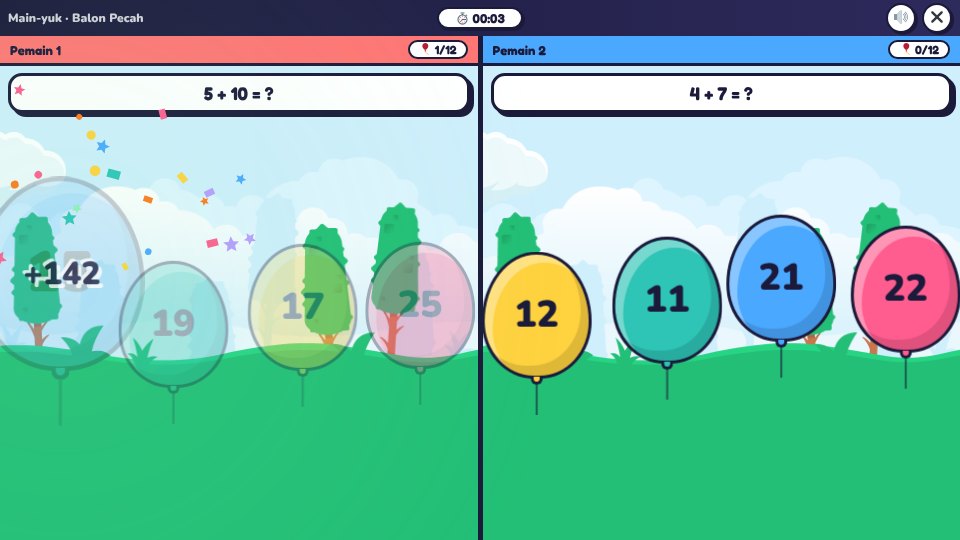 Main-yuk · Balon Pecah
00:03
Pemain 1
1/12
Pemain 2
0/12
5 + 10 = ?
4 + 7 = ?
+142
19
17
25
12
11
21
22